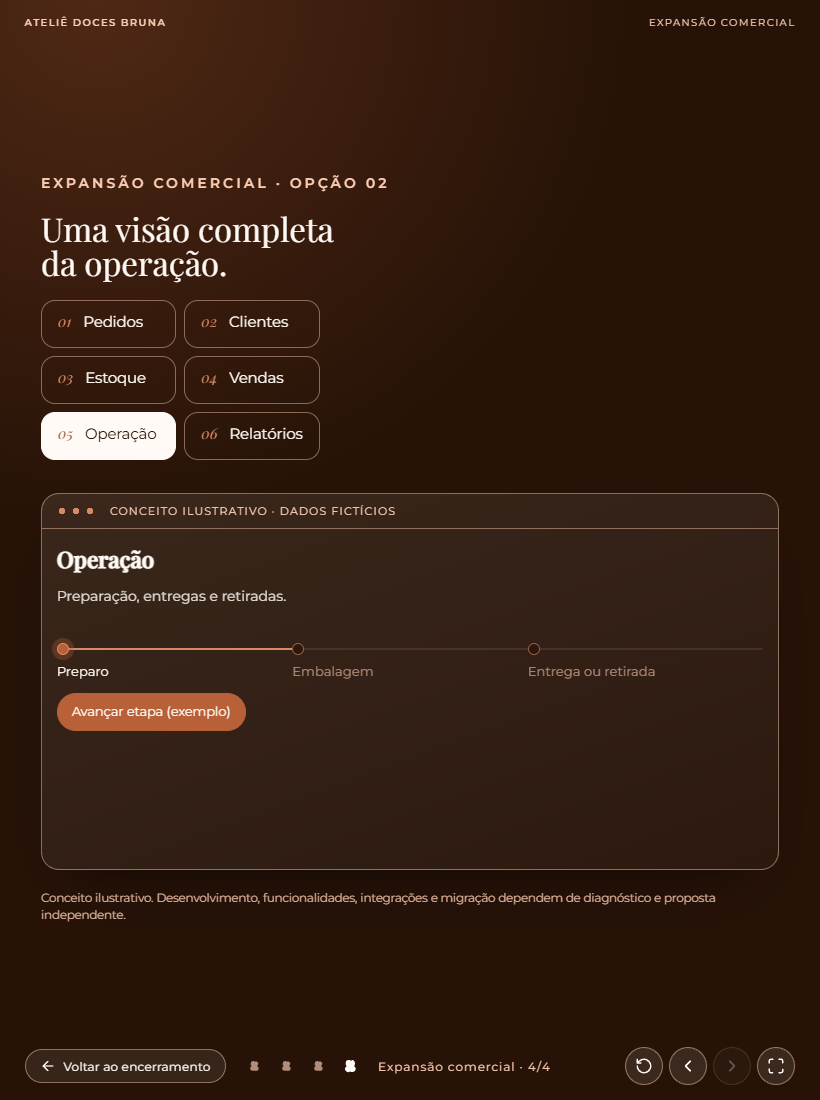 ATELIÊ DOCES BRUNA
EXPANSÃO COMERCIAL
EXPANSÃO COMERCIAL · OPÇÃO 02
Uma visão completa
da operação.
01 Pedidos
02 Clientes
03 Estoque
04 Vendas
05 Operação
06 Relatórios
CONCEITO ILUSTRATIVO · DADOS FICTÍCIOS
Operação
Preparação, entregas e retiradas.
Preparo
Embalagem
Entrega ou retirada
Avançar etapa (exemplo)
Conceito ilustrativo. Desenvolvimento, funcionalidades, integrações e migração dependem de diagnóstico e proposta
independente.
Voltar ao encerramento
Expansão comercial · 4/4